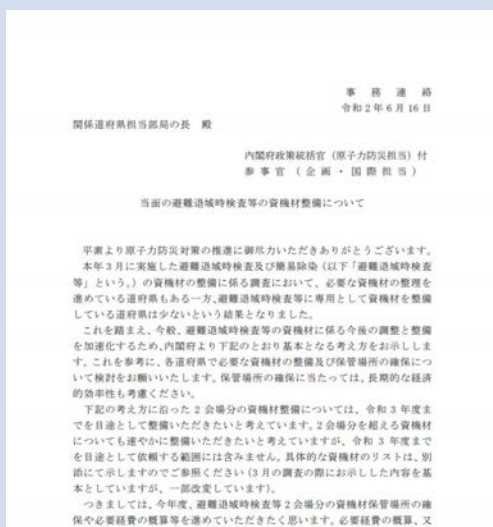 事 務 連 絡
令和2年6月16日
関係道府県担当部局の長 殿
内閣府政策統括官（原子力防災担当）付
参事官（企画・国際担当）
当面の避難退域時検査等の資機材整備について
平素より原子力防災対策の推進に御尽力いただきありがとうございます。
本年3月に実施した避難退域時検査及び簡易除染（以下「避難退域時検査
等」という。）の資機材の整備に係る調査において、必要な資機材の整理を
進めている道府県もある一方、避難退域時検査等に専用として資機材を整備
している道府県は少ないという結果となりました。
これを踏まえ、今般、避難退域時検査等の資機材に係る今後の調整と整備
を加速化するため、内閣府より下記のとおり基本となる考え方をお示ししま
す。これを参考に、各道府県で必要な資機材の整備及び保管場所の確保につ
いて検討をお願いいたします。保管場所の確保に当たっては、長期的な経済
的効率性も考慮ください。
下記の考え方に沿った2会場分の資機材整備については、令和3年度ま
でを目途として整備いただきたいと考えています。2会場分を超える資機材
についても速やかに整備いただきたいと考えていますが、令和3年度まで
を目途として依頼する範囲には含みません。具体的な資機材のリストは、別
添にて示しますのでご参照ください（3月の調査の際にお示しした内容を基
本としていますが、一部改変しています）。
つきましては、今年度、避難退域時検査等2会場分の資機材保管場所の確
保や必要経費の概算等を進めていただきたく思います。必要経費の概算、又